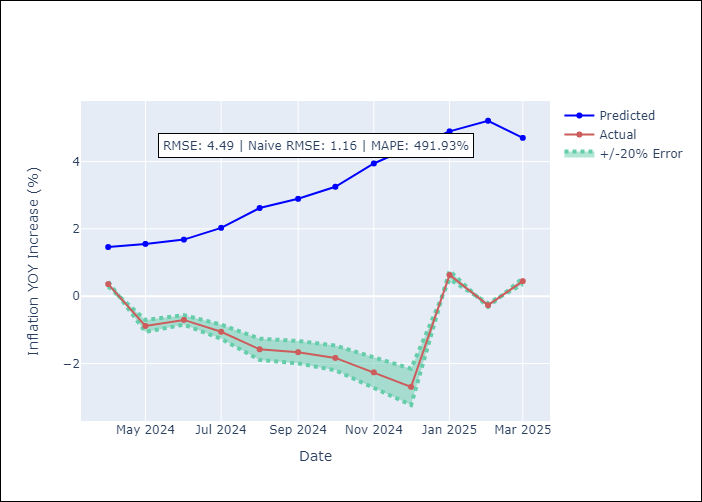 Predicted
Actual
+/-20% Error
RMSE: 4.49 | Naive RMSE: 1.16 | MAPE: 491.93%
Inflation YOY Increase (%)
4
2
0
−2
May 2024
Jul 2024
Sep 2024
Nov 2024
Jan 2025
Mar 2025
Date